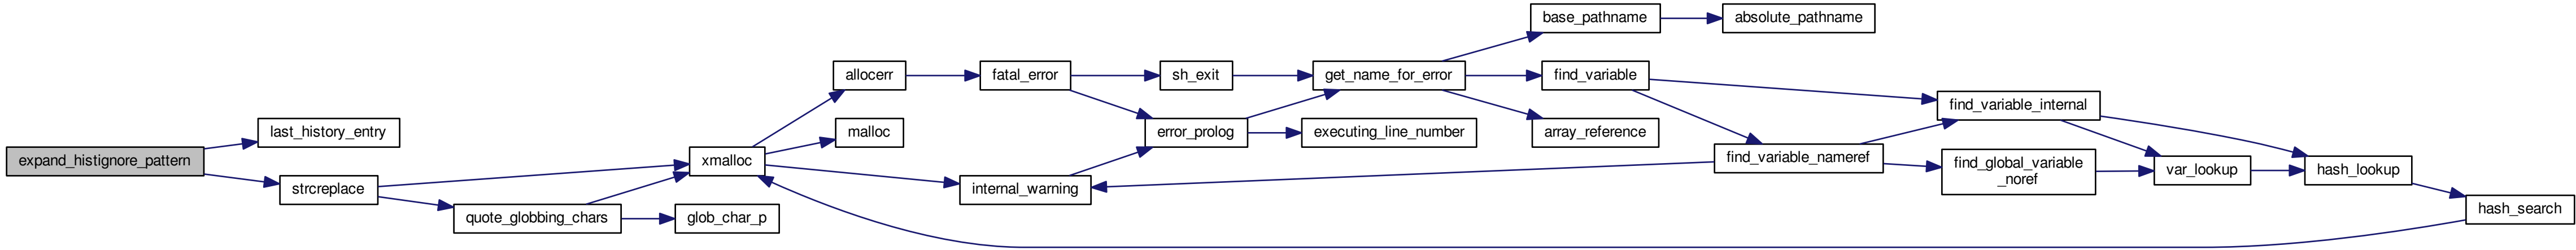 base_pathname
absolute_pathname
allocerr
fatal_error
sh_exit
get_name_for_error
find_variable
find_variable_internal
last_history_entry
malloc
error_prolog
executing_line_number
array_reference
expand_histignore_pattern
xmalloc
find_variable_nameref
find_global_variable
_noref
var_lookup
hash_lookup
strcreplace
internal_warning
quote_globbing_chars
glob_char_p
hash_search